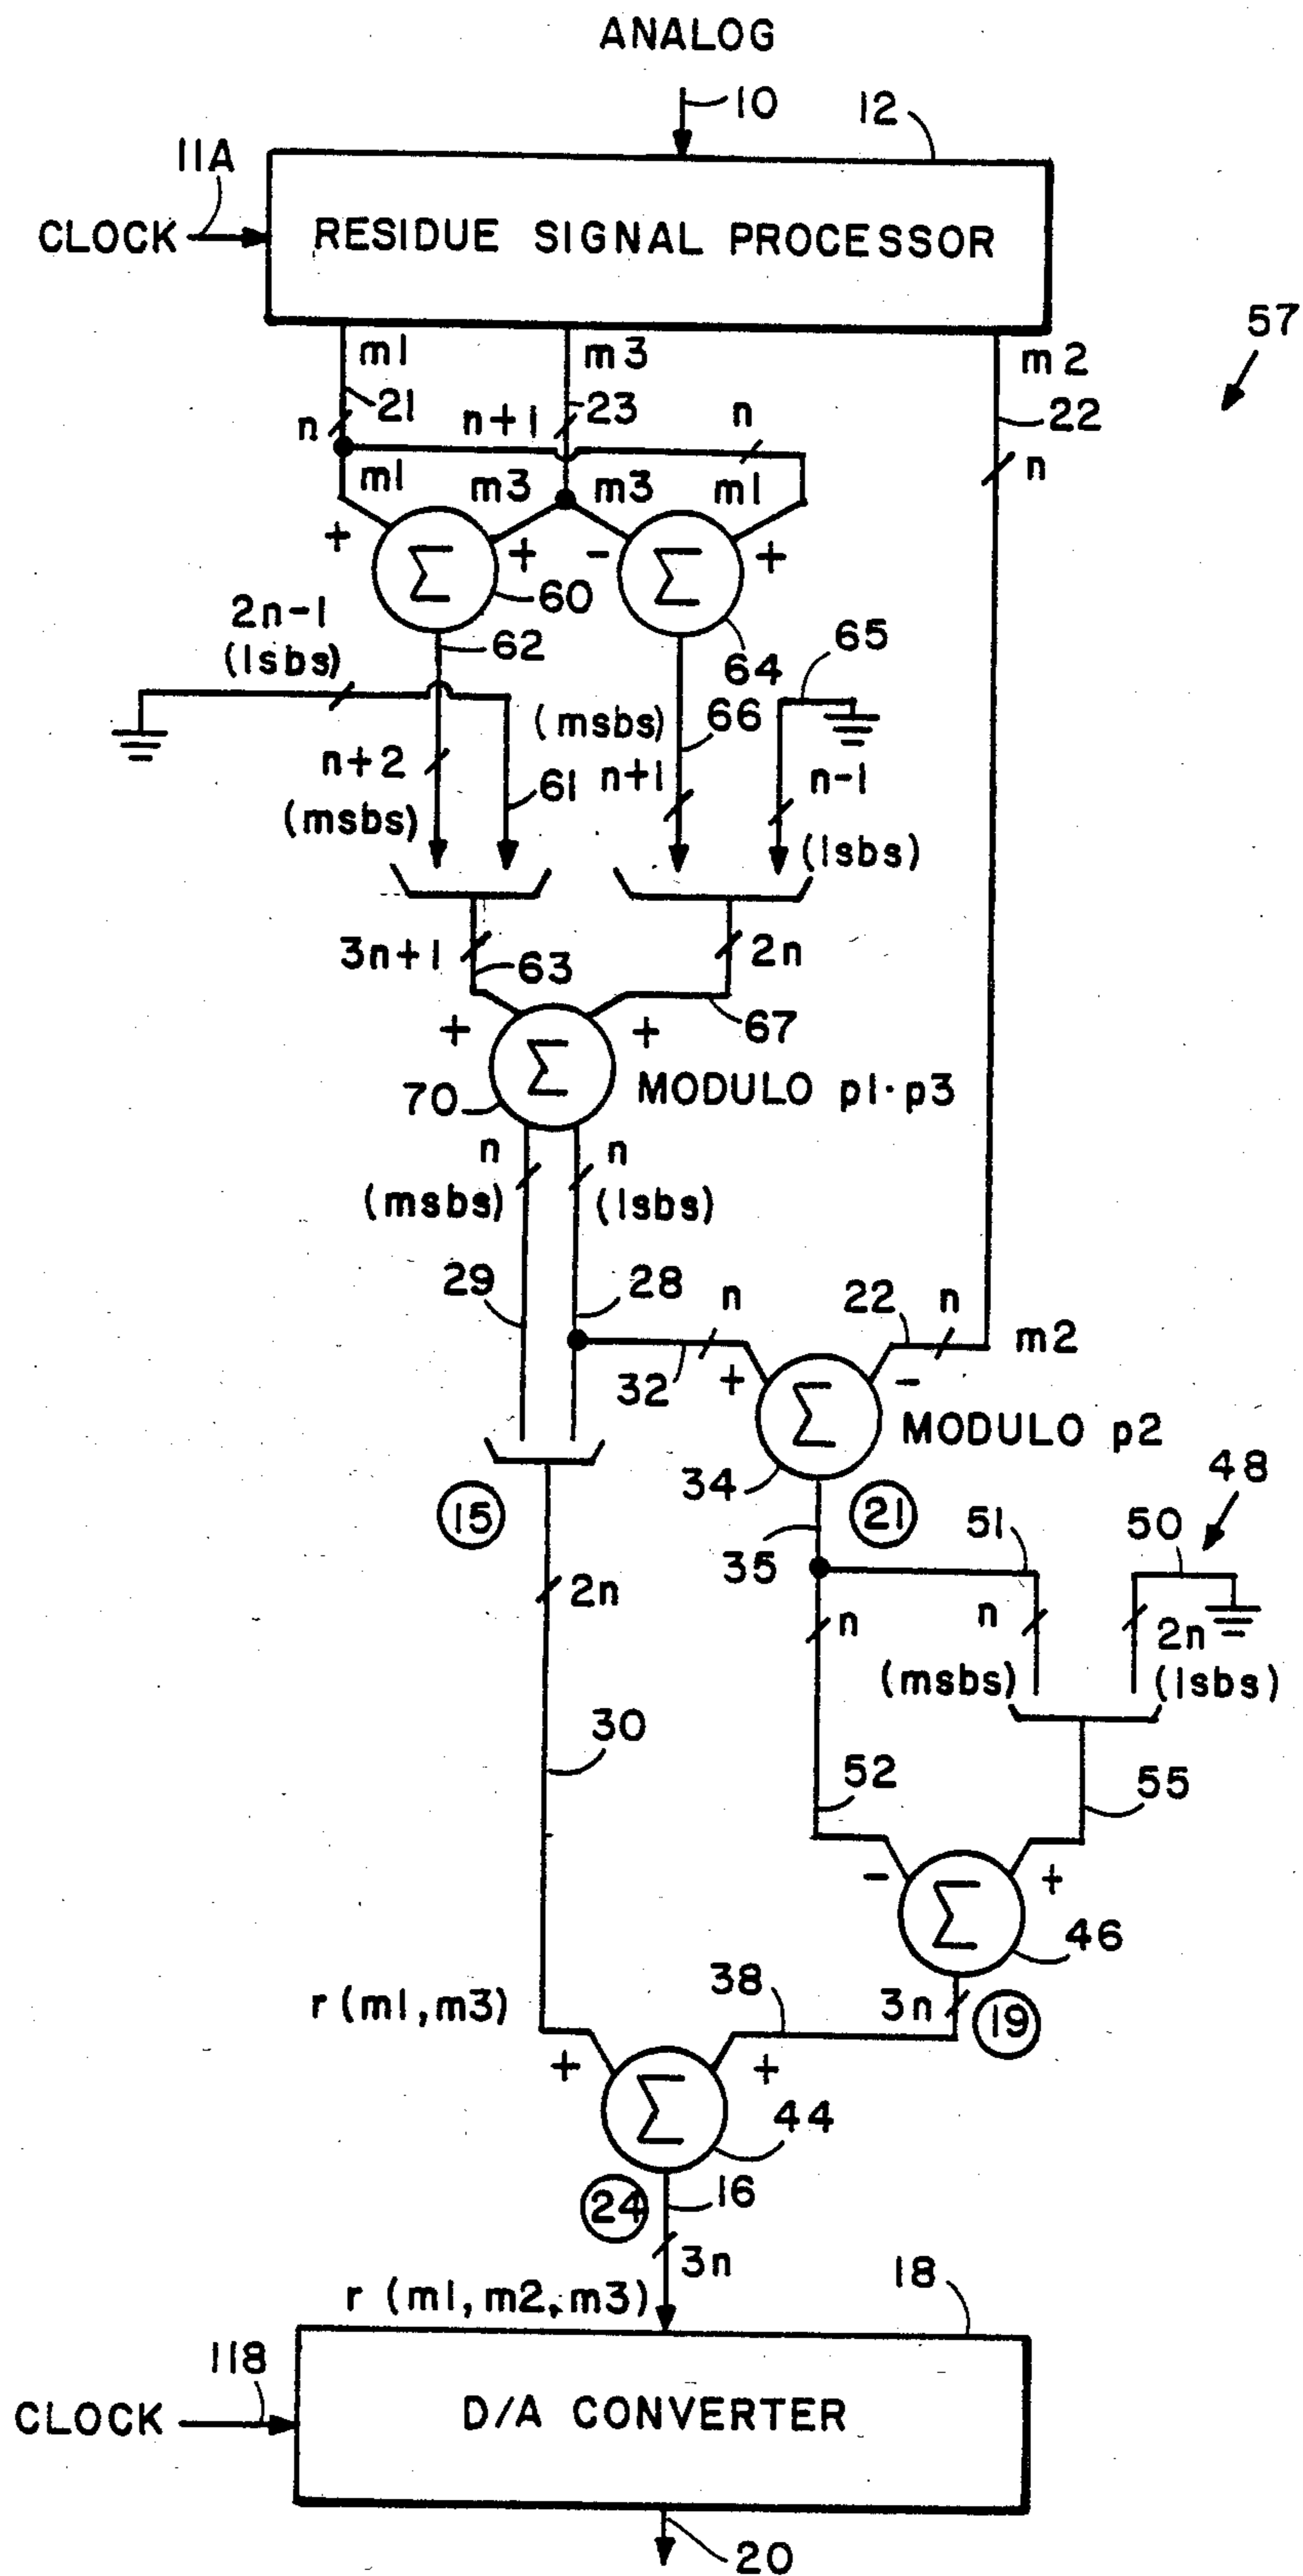 ANALOG
10
12
11A
CLOCK
RESIDUE SIGNAL PROCESSOR
57
m1
m3
m2
21
n
n+1
23
n
22
n
m1
m3
m3
m1
+
+
-
+
Σ
Σ
60
64
2n-1
(lsbs)
62
65
(msbs)
66
n+2
(msbs)
61
n+1
n-1
(lsbs)
3n+1
63
2n
67
+
+
Σ
70
MODULO p1·p3
n
(msbs)
n
(lsbs)
29
28
n
22
n
m2
32
+
-
Σ
MODULO p2
34
15
21
48
35
51
50
2n
n
n
2n
(msbs)
(lsbs)
30
52
55
-
+
Σ
46
r (m1,m3)
38
3n
19
+
+
Σ
44
24
16
3n
r (m1,m2,m3)
18
118
CLOCK
D/A CONVERTER
20